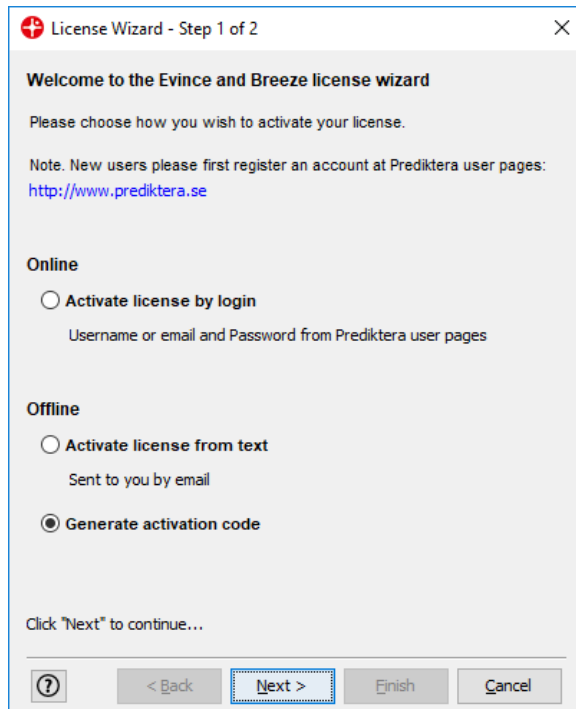 License Wizard - Step 1 of 2
Welcome to the Evince and Breeze license wizard
Please choose how you wish to activate your license.
Note. New users please first register an account at Prediktera user pages:
http://www.prediktera.se
Online
Activate license by login
Username or email and Password from Prediktera user pages
Offline
Activate license from text
Sent to you by email
Generate activation code
Click "Next" to continue...
? < Back Next > Finish Cancel